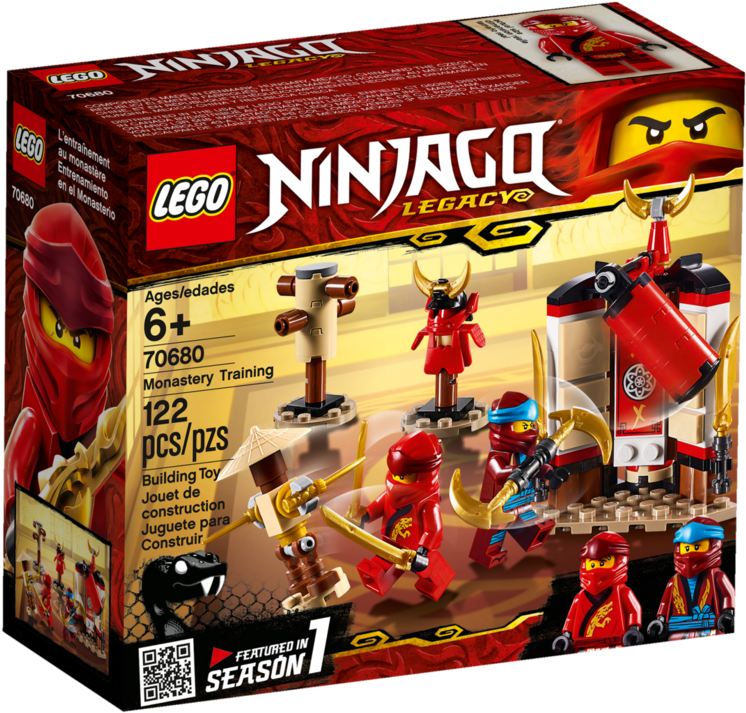 LEGO
NINJAGO
LEGACY
70680
LEGO
70680
L'entraînement
au monastère
Entrenamiento
en el Monasterio
LEGO
NINJAGO
LEGACY
Ages/edades
6+
70680
Monastery Training
122
pcs/pzs
Building Toy
Jouet de
construction
Juguete para
Construir
FEATURED IN
SEASON 1